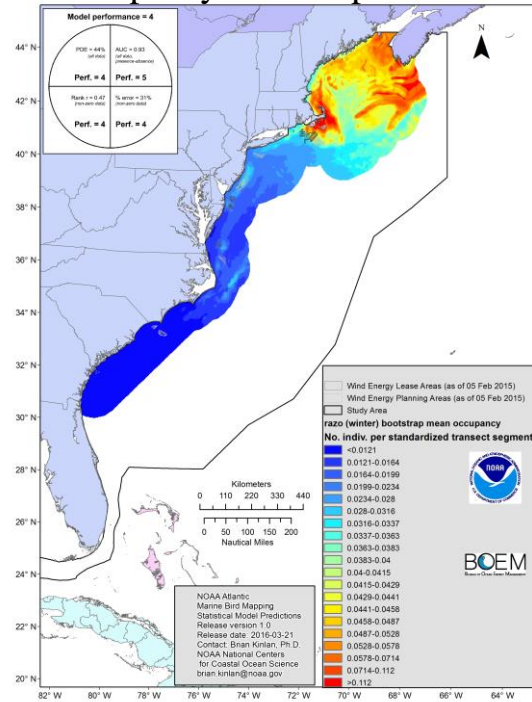 Model performance = 4
PDE = 44%
AUC = 0.93
Perf. = 4
Perf. = 5
Rank r = 0.47
(non-zero data)
% error = 31%
(non-zero data)
Perf. = 4
Perf. = 4
N
44° N
42° N
40° N
38° N
36° N
34° N
32° N
30° N
28° N
26° N
24° N
22° N
20° N
Wind Energy Lease Areas (as of 05 Feb 2015)
Wind Energy Planning Areas (as of 05 Feb 2015)
Study Area
razo (winter) bootstrap mean occupancy
No. indiv. per standardized transect segment
<0.0121
0.0121-0.0164
0.0164-0.0199
0.0199-0.0234
0.0234-0.028
0.028-0.0316
0.0316-0.0337
0.0337-0.0363
0.0363-0.0383
0.0383-0.04
0.04-0.0415
0.0415-0.0429
0.0429-0.0441
0.0441-0.0458
0.0458-0.0487
0.0487-0.0528
0.0528-0.0578
0.0578-0.0714
0.0714-0.112
>0.112
NOAA
BOEM
Kilometers
0 110 220 330 440
0 50 100 150 200
Nautical Miles
NOAA Atlantic
Marine Bird Mapping
Statistical Model Predictions
Release version 1.0
Release date: 2016-03-21
Contact: Brian Kinlan, Ph.D.
NOAA National Centers
for Coastal Ocean Science
brian.kinlan@noaa.gov
82° W 80° W 78° W 76° W 74° W 72° W 70° W 68° W 66° W 64° W